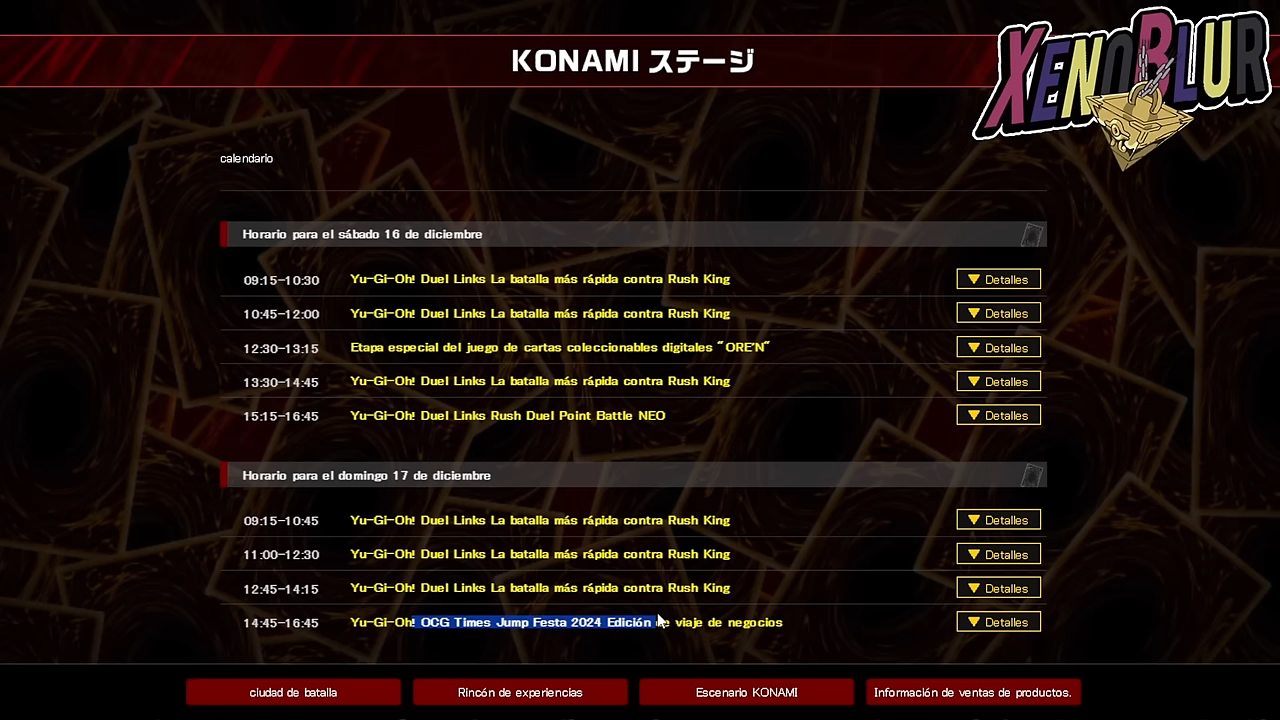 KONAMI ステージ
XENOBLUR
calendario
Horario para el sábado 16 de diciembre
09:15-10:30 Yu-Gi-Oh! Duel Links La batalla más rápida contra Rush King ▼ Detalles
10:45-12:00 Yu-Gi-Oh! Duel Links La batalla más rápida contra Rush King ▼ Detalles
12:30-13:15 Etapa especial del juego de cartas coleccionables digitales “ORE'N” ▼ Detalles
13:30-14:45 Yu-Gi-Oh! Duel Links La batalla más rápida contra Rush King ▼ Detalles
15:15-16:45 Yu-Gi-Oh! Duel Links Rush Duel Point Battle NEO ▼ Detalles
Horario para el domingo 17 de diciembre
09:15-10:45 Yu-Gi-Oh! Duel Links La batalla más rápida contra Rush King ▼ Detalles
11:00-12:30 Yu-Gi-Oh! Duel Links La batalla más rápida contra Rush King ▼ Detalles
12:45-14:15 Yu-Gi-Oh! Duel Links La batalla más rápida contra Rush King ▼ Detalles
14:45-16:45 Yu-Gi-Oh! OCG Times Jump Festa 2024 Edición de viaje de negocios ▼ Detalles
ciudad de batalla
Rincón de experiencias
Escenario KONAMI
Información de ventas de productos.